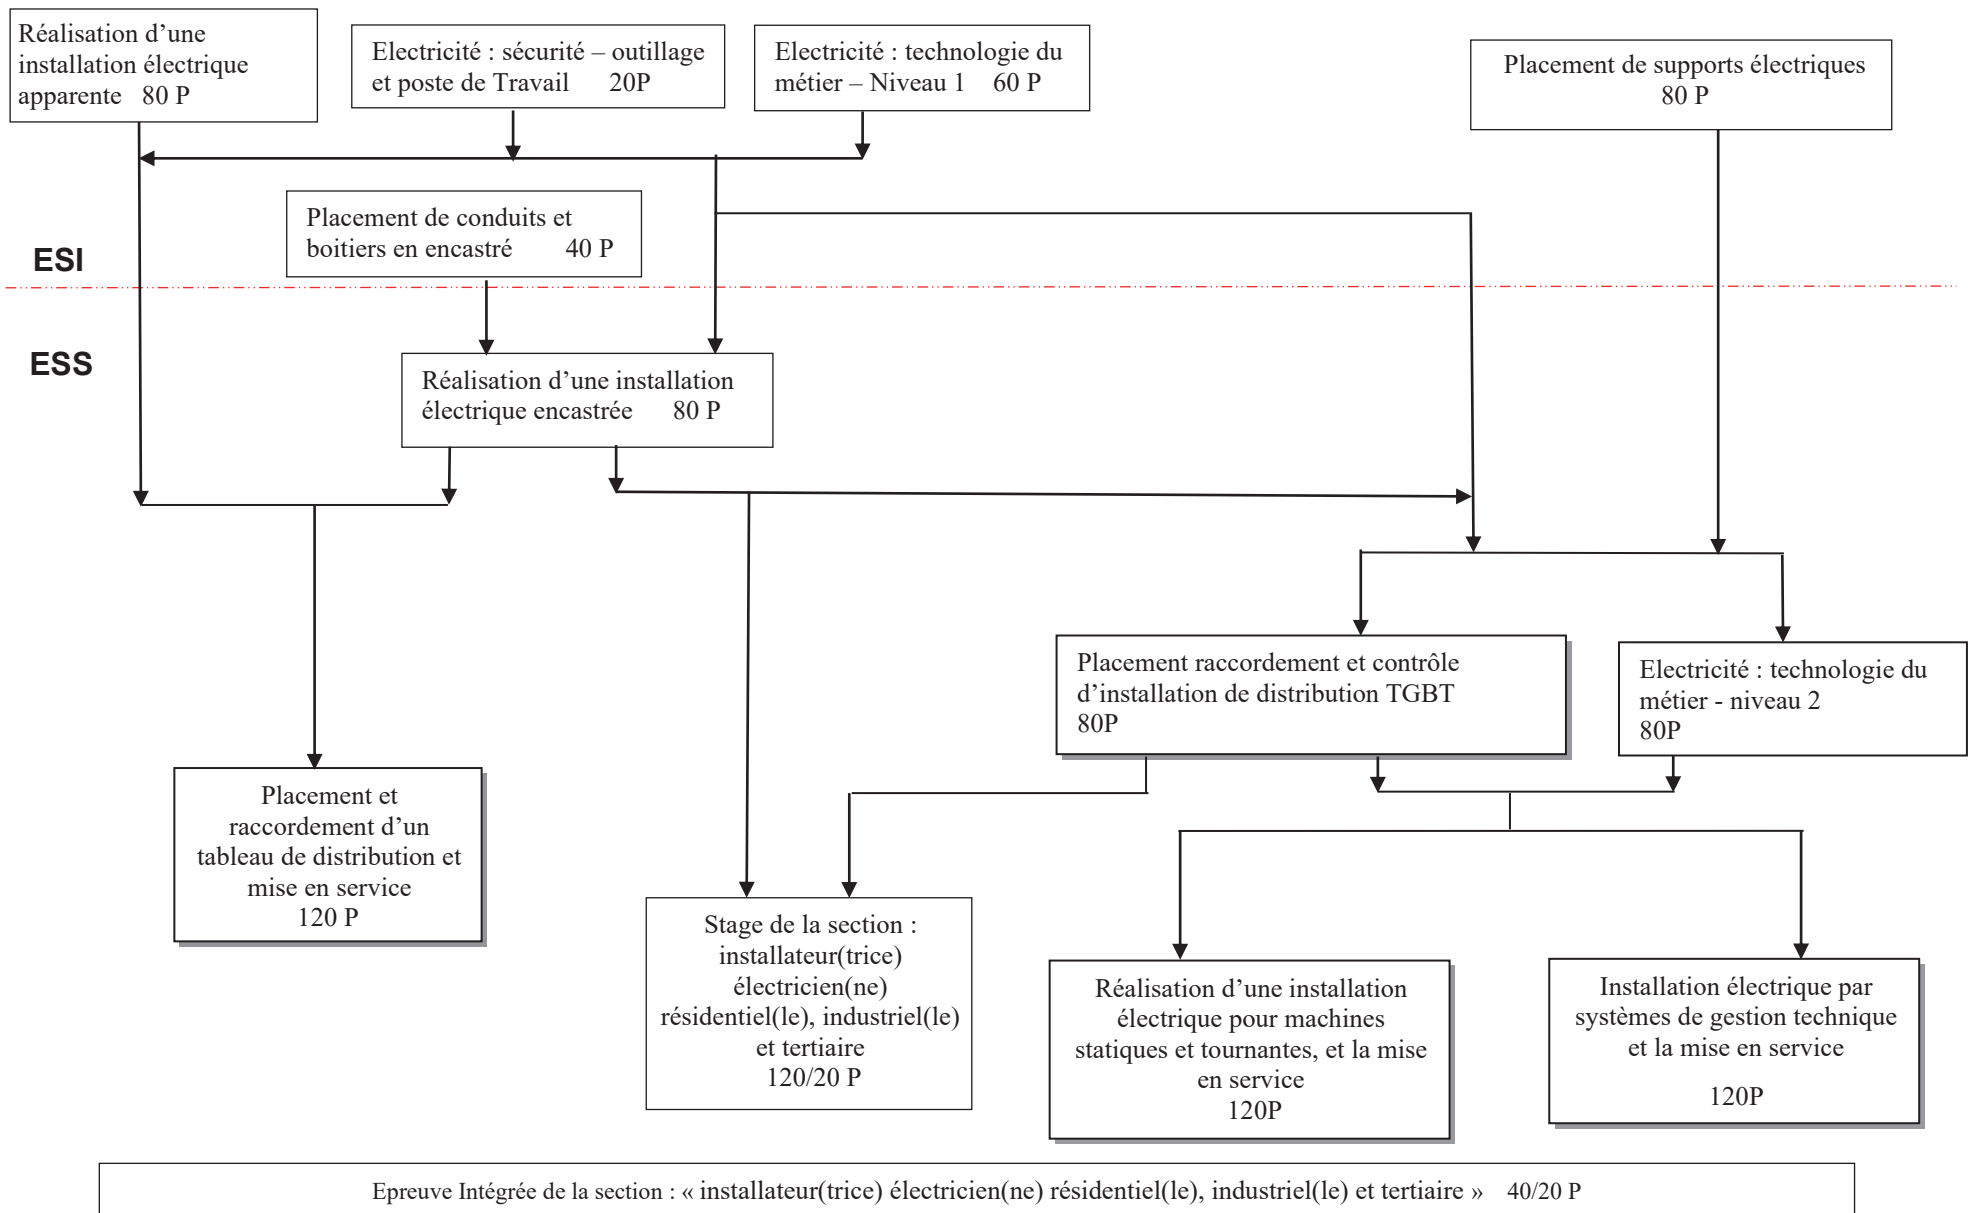 Réalisation d’une
installation électrique
apparente 80 P
Electricité : sécurité – outillage
et poste de Travail 20P
Electricité : technologie du
métier – Niveau 1 60 P
Placement de supports électriques
80 P
Placement de conduits et
boitiers en encastré 40 P
ESI
ESS
Réalisation d’une installation
électrique encastrée 80 P
Placement raccordement et contrôle
d’installation de distribution TGBT
80P
Electricité : technologie du
métier - niveau 2
80P
Placement et
raccordement d’un
tableau de distribution et
mise en service
120 P
Stage de la section :
installateur(trice)
électricien(ne)
résidentiel(le), industriel(le)
et tertiaire
120/20 P
Réalisation d’une installation
électrique pour machines
statiques et tournantes, et la mise
en service
120P
Installation électrique par
systèmes de gestion technique
et la mise en service
120P
Epreuve Intégrée de la section : « installateur(trice) électricien(ne) résidentiel(le), industriel(le) et tertiaire » 40/20 P